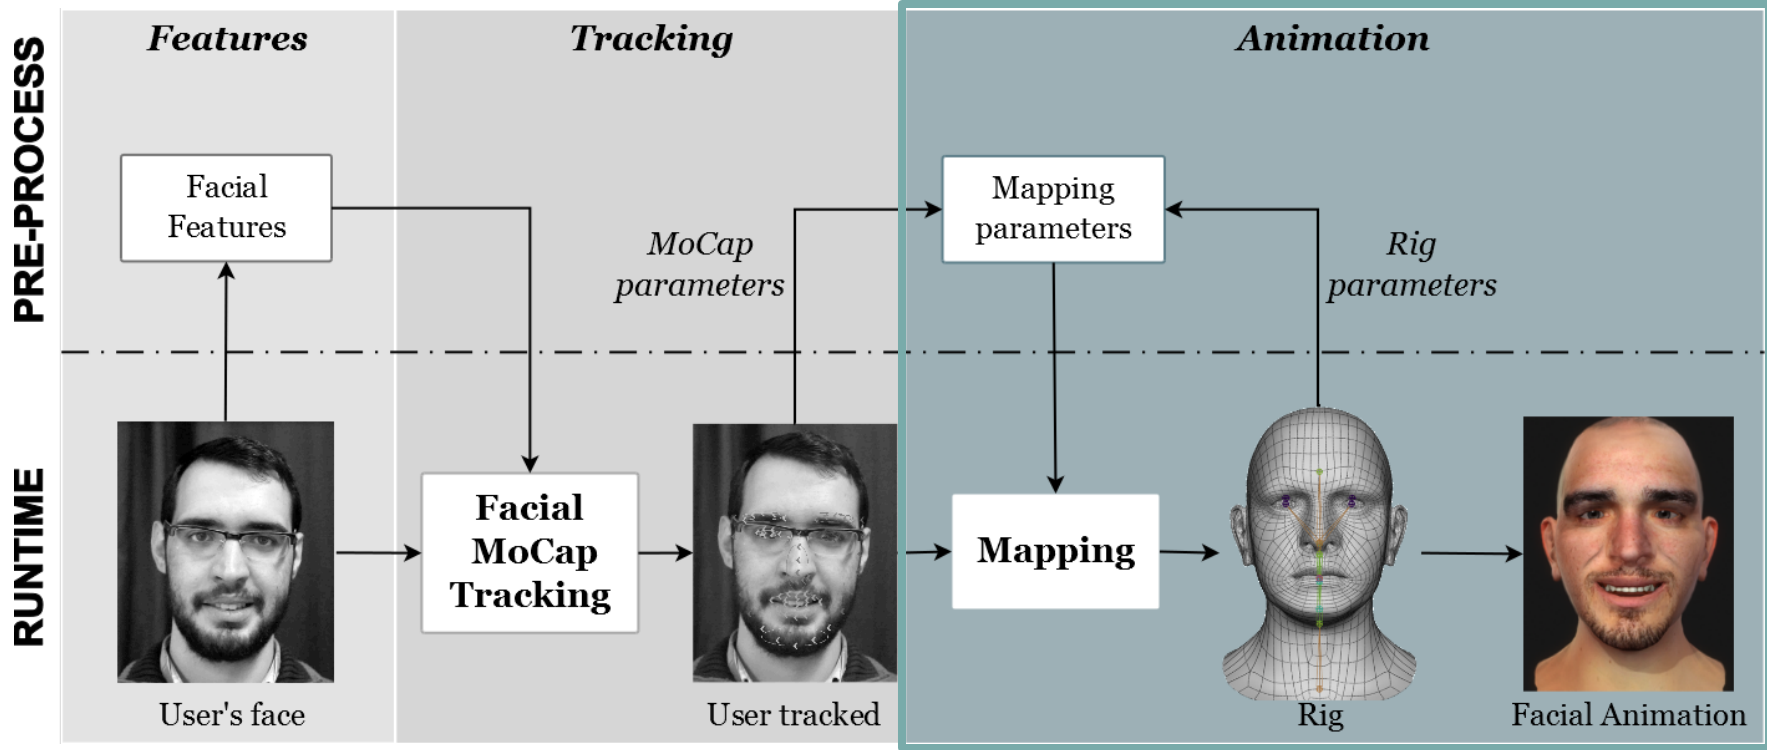 Features
Tracking
Animation
PRE-PROCESS
Facial
Features
MoCap
parameters
Mapping
parameters
Rig
parameters
RUNTIME
Facial
MoCap
Tracking
Mapping
User's face
User tracked
Rig
Facial Animation